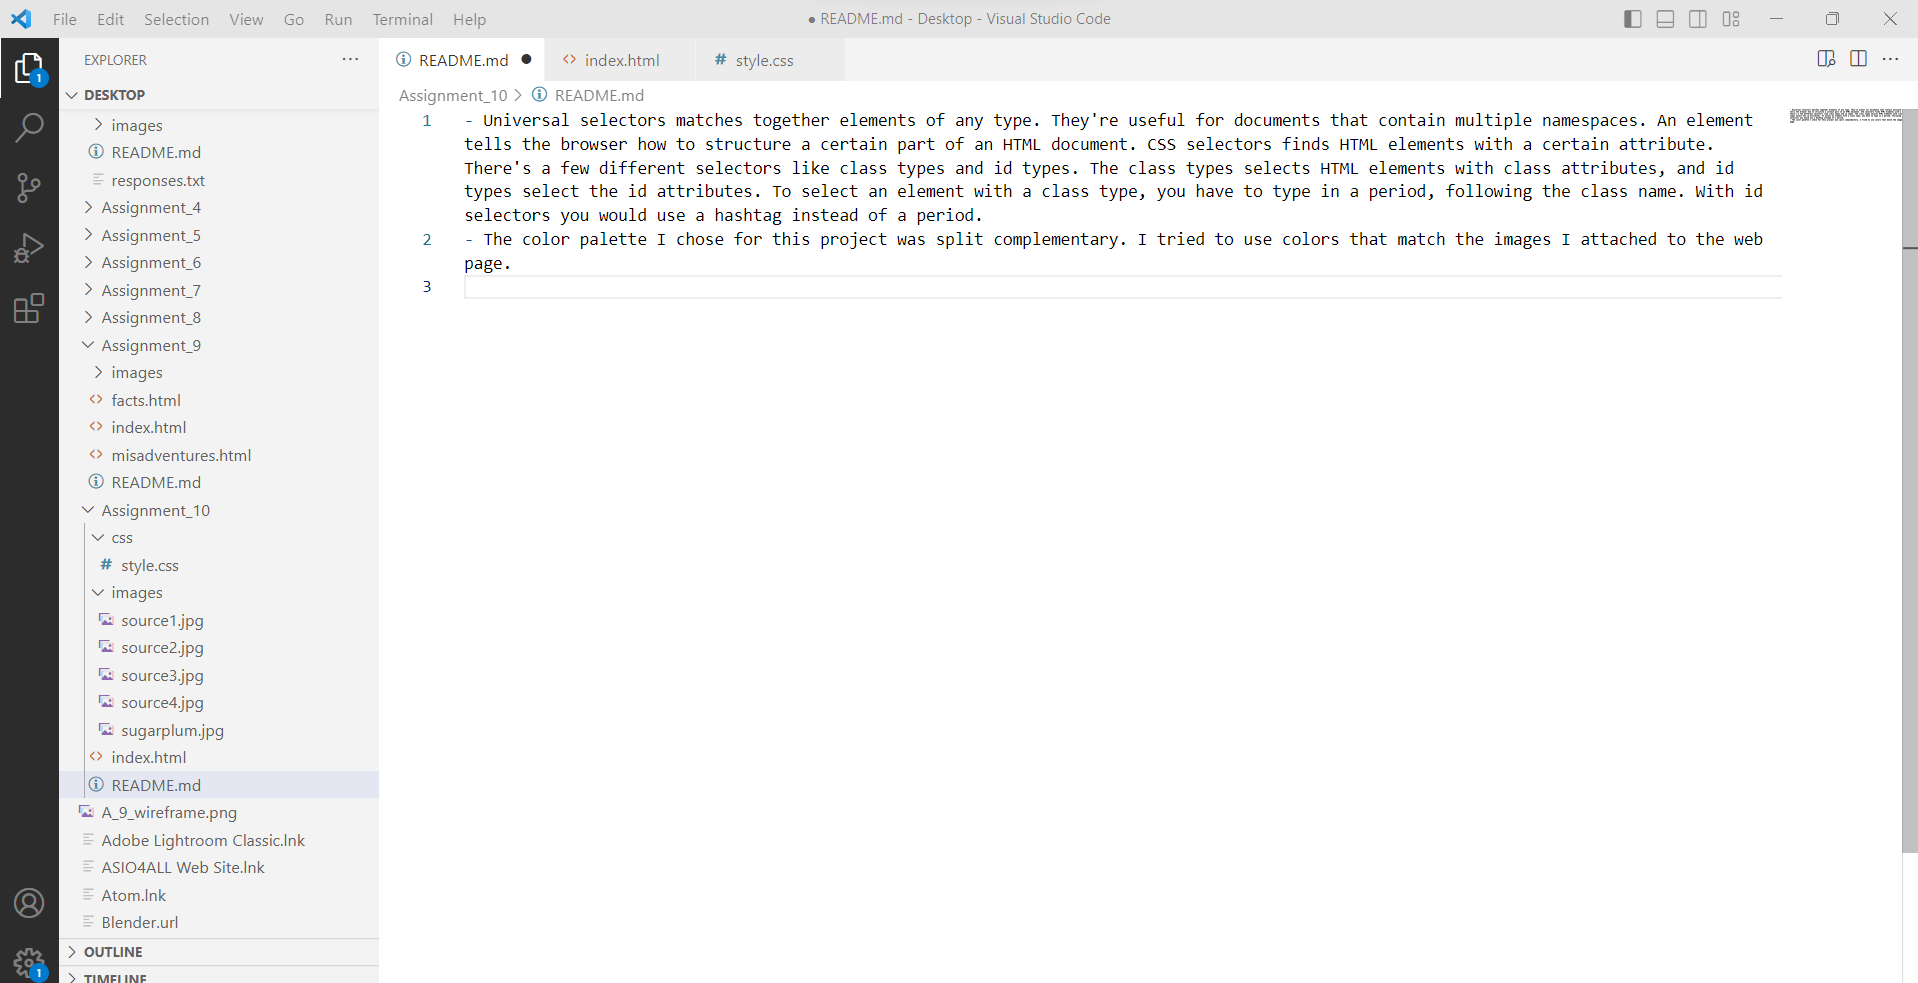 File Edit Selection View Go Run Terminal Help
● README.md - Desktop - Visual Studio Code
EXPLORER
README.md
index.html
style.css
DESKTOP
Assignment_10 > README.md
images
README.md
responses.txt
Assignment_4
Assignment_5
Assignment_6
Assignment_7
Assignment_8
Assignment_9
images
facts.html
index.html
misadventures.html
README.md
Assignment_10
css
style.css
images
source1.jpg
source2.jpg
source3.jpg
source4.jpg
sugarplum.jpg
index.html
README.md
A_9_wireframe.png
Adobe Lightroom Classic.lnk
ASIO4ALL Web Site.lnk
Atom.lnk
Blender.url
OUTLINE
TIMELINE
1
1
1 - Universal selectors matches together elements of any type. They're useful for documents that contain multiple namespaces. An element
tells the browser how to structure a certain part of an HTML document. CSS selectors finds HTML elements with a certain attribute.
There's a few different selectors like class types and id types. The class types selects HTML elements with class attributes, and id
types select the id attributes. To select an element with a class type, you have to type in a period, following the class name. With id
selectors you would use a hashtag instead of a period.
2 - The color palette I chose for this project was split complementary. I tried to use colors that match the images I attached to the web
page.
3